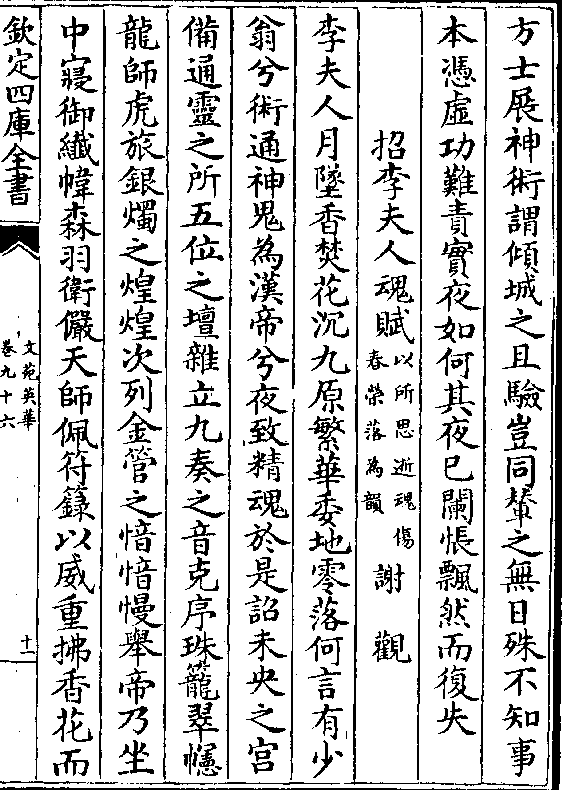 方士展神術謂傾城之且驗豈同輦之無日殊不知事
本憑虛功難責實夜如何其夜已闌悵飄然而復失
招李夫人魂賦以所思逝魂傷春榮落為韻 謝觀
李夫人月墜香焚花沉九原繁華委地零落何言有少
翁兮術通神鬼為漢帝兮夜致精魂於是詔未央之宫
備通靈之所五位之壇雜立九奏之音克序珠籠翠幰
龍師虎旅銀燭之煌煌次列金管之愔愔慢舉帝乃坐
中寢御纎幃森羽衛儼天師佩符籙以威重拂香花而
欽定四庫全書
文苑英華
卷九十六
十一